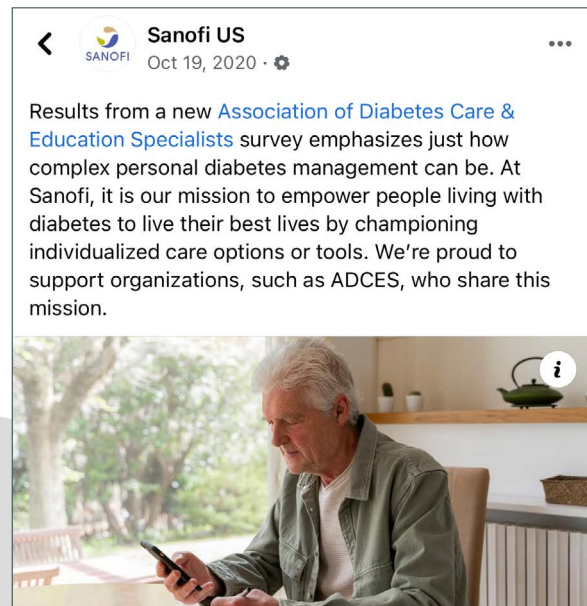 Sanofi US
SANOFI
Oct 19, 2020 ·
Results from a new Association of Diabetes Care &
Education Specialists survey emphasizes just how
complex personal diabetes management can be. At
Sanofi, it is our mission to empower people living with
diabetes to live their best lives by championing
individualized care options or tools. We’re proud to
support organizations, such as ADCES, who share this
mission.
i